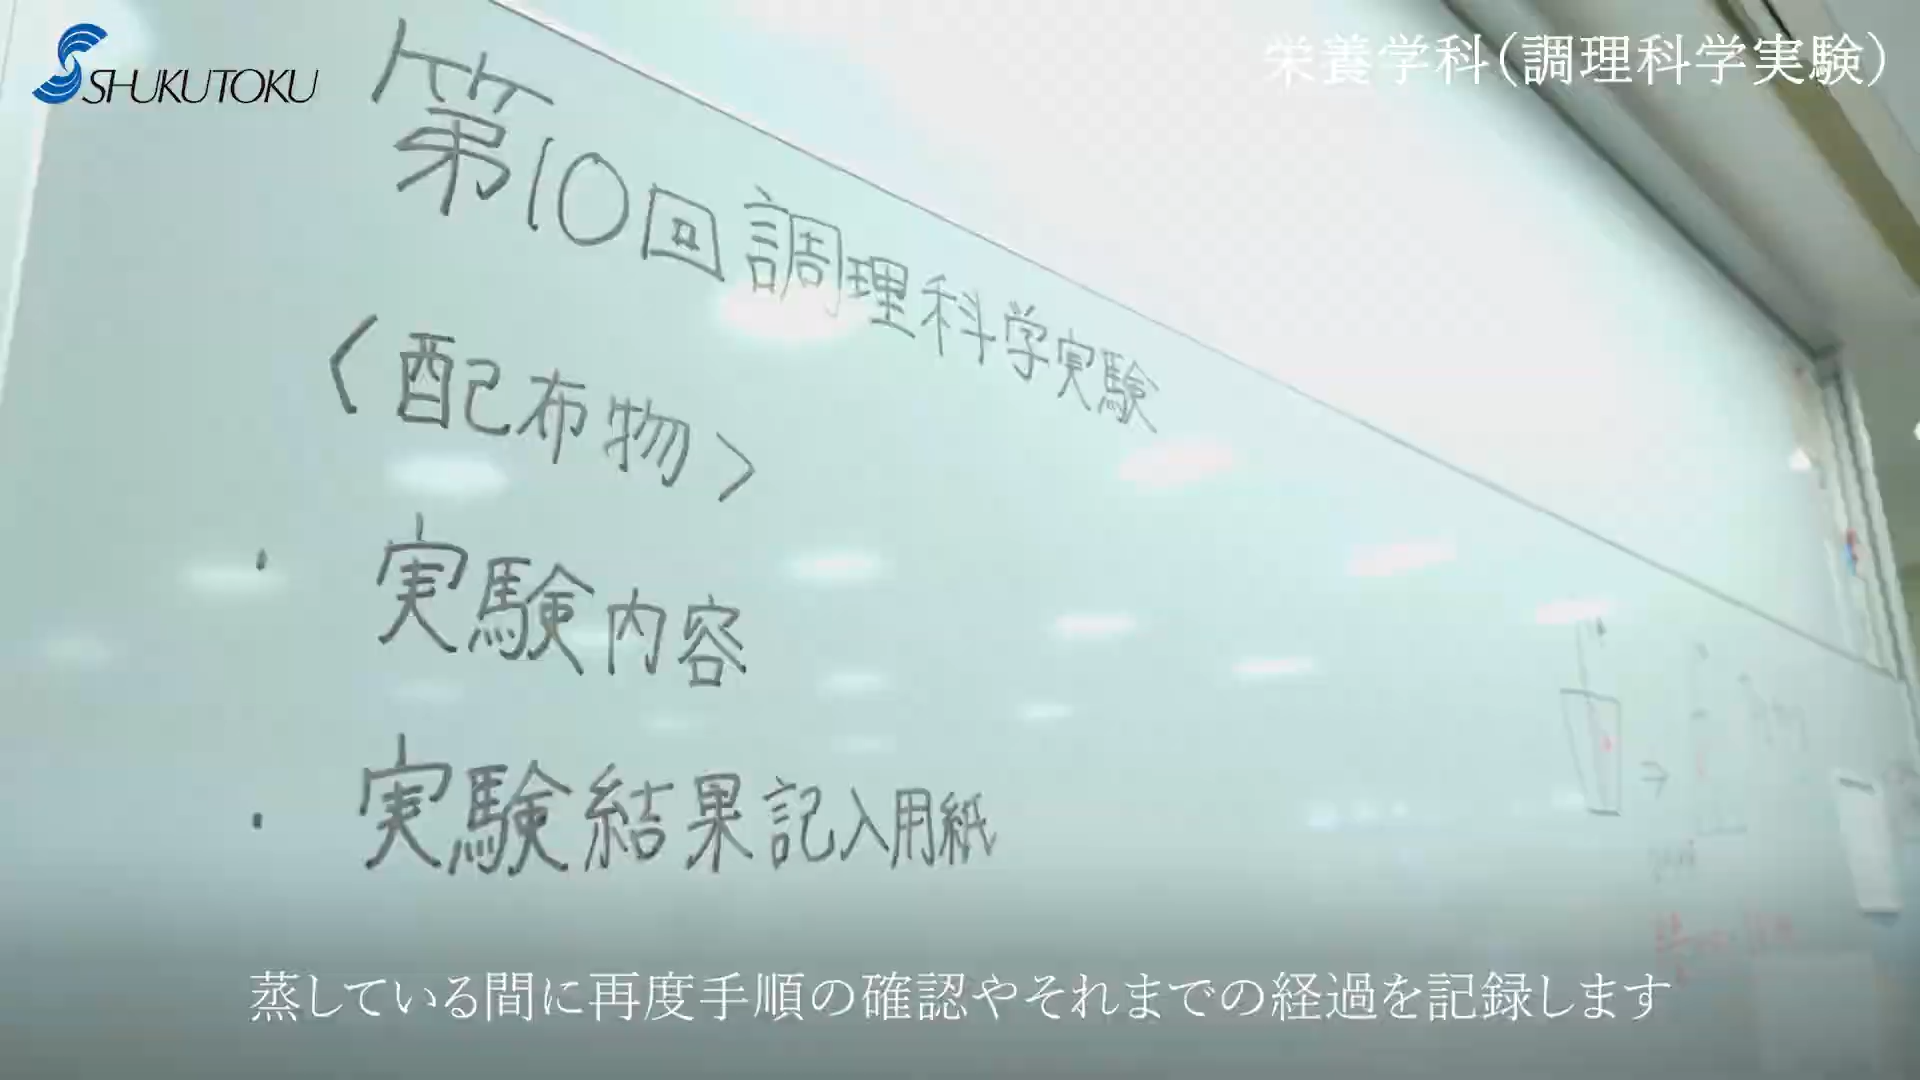 SHUKUTOKU
栄養学科(調理科学実験)
第10回調理科学実験
<配布物>
・ 実験内容
・ 実験結果記入用紙
蒸している間に再度手順の確認やそれまでの経過を記録します